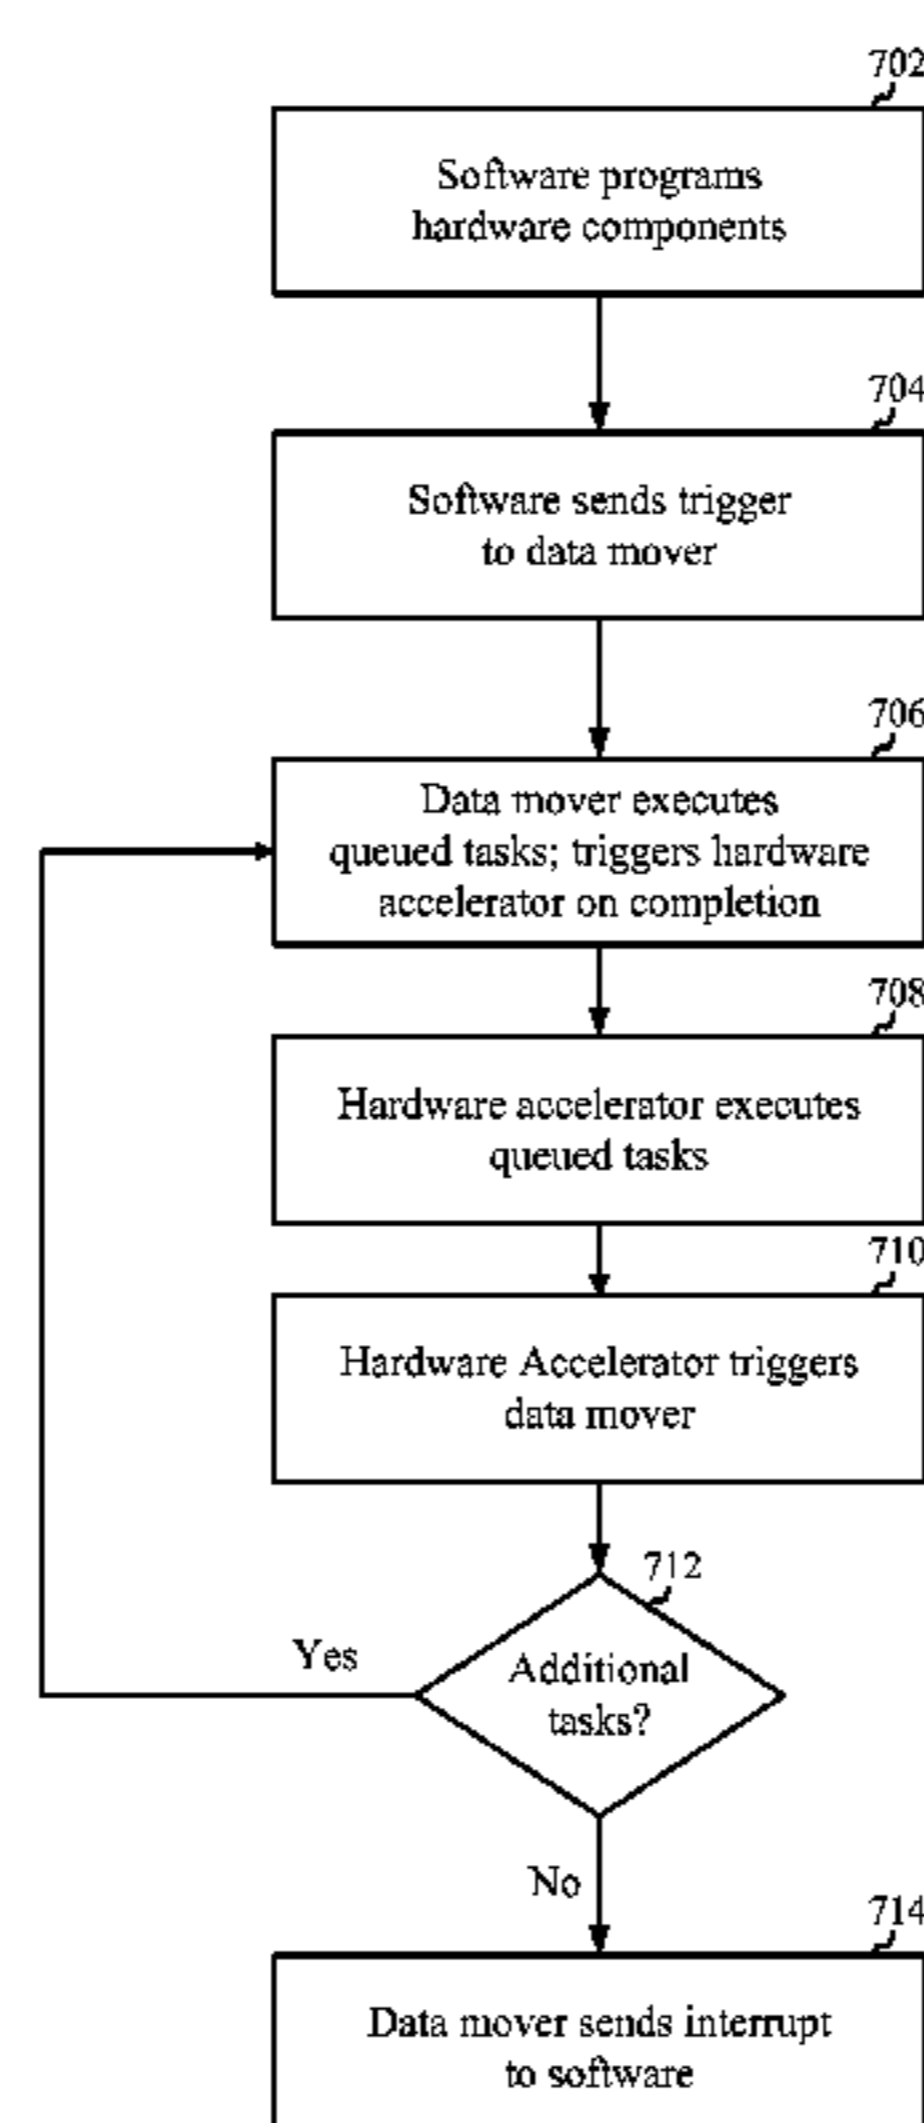 702
Software programs
hardware components
704
Software sends trigger
to data mover
706
Data mover executes
queued tasks; triggers hardware
accelerator on completion
708
Hardware accelerator executes
queued tasks
710
Hardware Accelerator triggers
data mover
712
Yes
Additional
tasks?
No
714
Data mover sends interrupt
to software